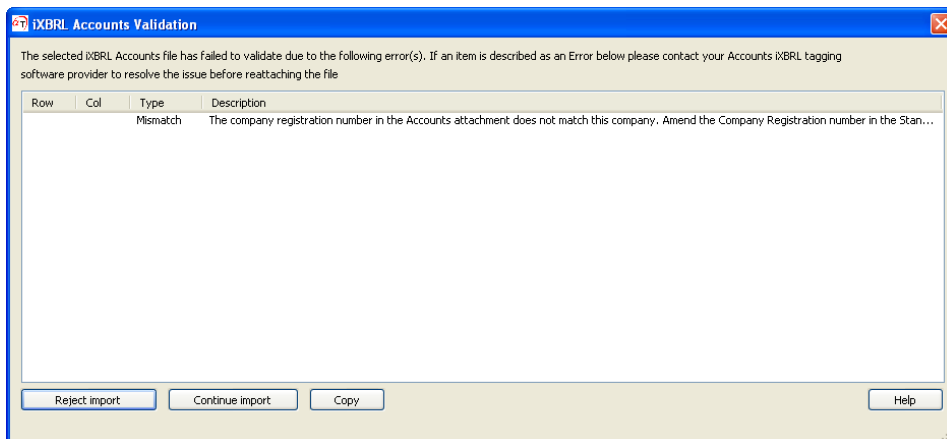 iXBRL Accounts Validation
The selected iXBRL Accounts file has failed to validate due to the following error(s). If an item is described as an Error below please contact your Accounts iXBRL tagging
software provider to resolve the issue before reattaching the file
Row Col Type Description
Mismatch The company registration number in the Accounts attachment does not match this company. Amend the Company Registration number in the Stan...
Reject import Continue import Copy Help